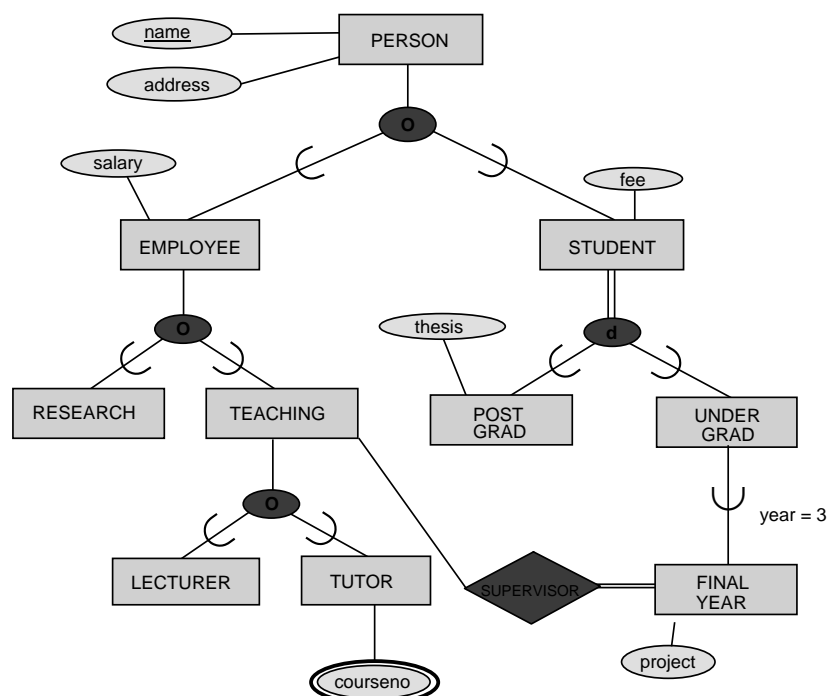 name
PERSON
address
O
salary
fee
EMPLOYEE
STUDENT
O
thesis
d
RESEARCH
TEACHING
POST
GRAD
UNDER
GRAD
O
year = 3
LECTURER
TUTOR
SUPERVISOR
FINAL
YEAR
courseno
project